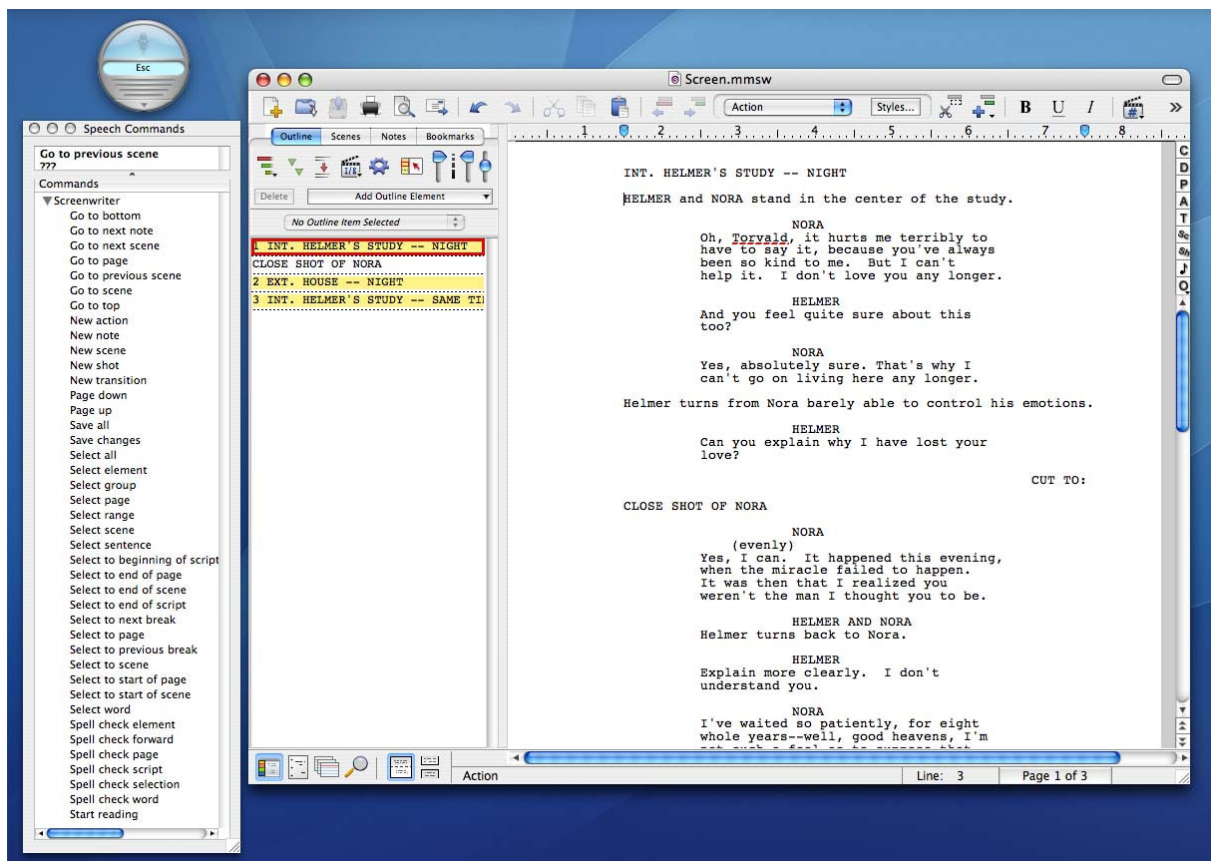 Esc
Speech Commands
Go to previous scene
???
Commands
Screenwriter
Go to bottom
Go to next note
Go to next scene
Go to page
Go to previous scene
Go to scene
Go to top
New action
New note
New scene
New shot
New transition
Page down
Page up
Save all
Save changes
Select all
Select element
Select group
Select page
Select range
Select scene
Select sentence
Select to beginning of script
Select to end of page
Select to end of scene
Select to end of script
Select to next break
Select to page
Select to previous break
Select to scene
Select to start of page
Select to start of scene
Select word
Spell check element
Spell check forward
Spell check page
Spell check script
Spell check selection
Spell check word
Start reading
Screen.mmsw
Action
Styles...
B U I
#
»
Outline Scenes Notes Bookmarks
1 2 3 4 5 6 7 8
I/E
Delete
Add Outline Element
No Outline Item Selected
1 INT. HELMER'S STUDY -- NIGHT
CLOSE SHOT OF NORA
2 EXT. HOUSE -- NIGHT
3 INT. HELMER'S STUDY -- SAME
INT. HELMER'S STUDY -- NIGHT
HELMER and NORA stand in the center of the study.
NORA
Oh, Torvald, it hurts me terribly to
have to say it, because you've always
been so kind to me.  But I can't
help it.  I don't love you any longer.
HELMER
And you feel quite sure about this
too?
NORA
Yes, absolutely sure. That's why I
can't go on living here any longer.
Helmer turns from Nora barely able to control his emotions.
HELMER
Can you explain why I have lost your
love?
CUT TO:
CLOSE SHOT OF NORA
NORA
(evenly)
Yes, I can.  It happened this evening,
when the miracle failed to happen.
It was then that I realized you
weren't the man I thought you to be.
HELMER AND NORA
Helmer turns back to Nora.
HELMER
Explain more clearly.  I don't
understand you.
NORA
I've waited so patiently, for eight
whole years--well, good heavens, I'm
C
D
P
A
T
Sc
Sh
Q
Action
Line: 3
Page 1 of 3